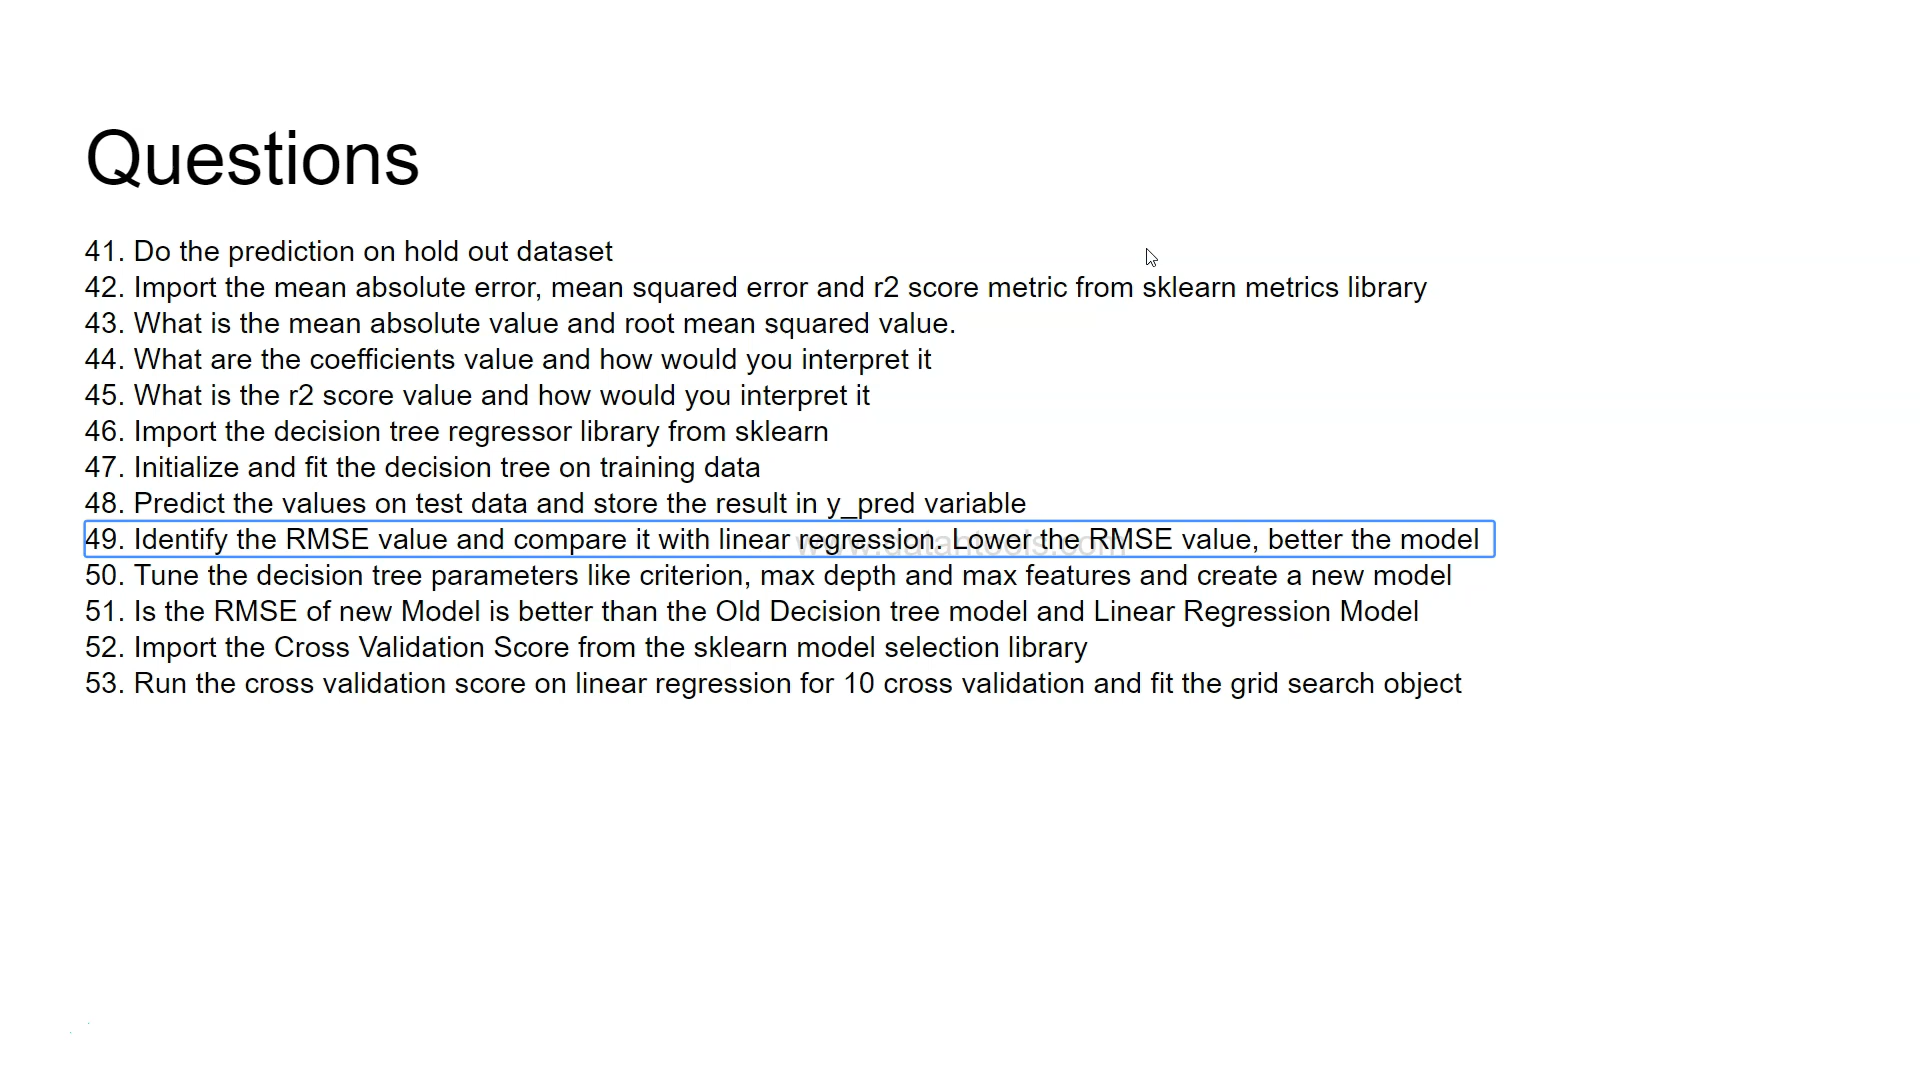 Questions
41. Do the prediction on hold out dataset
42. Import the mean absolute error, mean squared error and r2 score metric from sklearn metrics library
43. What is the mean absolute value and root mean squared value.
44. What are the coefficients value and how would you interpret it
45. What is the r2 score value and how would you interpret it
46. Import the decision tree regressor library from sklearn
47. Initialize and fit the decision tree on training data
48. Predict the values on test data and store the result in y_pred variable
49. Identify the RMSE value and compare it with linear regression. Lower the RMSE value, better the model
50. Tune the decision tree parameters like criterion, max depth and max features and create a new model
51. Is the RMSE of new Model is better than the Old Decision tree model and Linear Regression Model
52. Import the Cross Validation Score from the sklearn model selection library
53. Run the cross validation score on linear regression for 10 cross validation and fit the grid search object